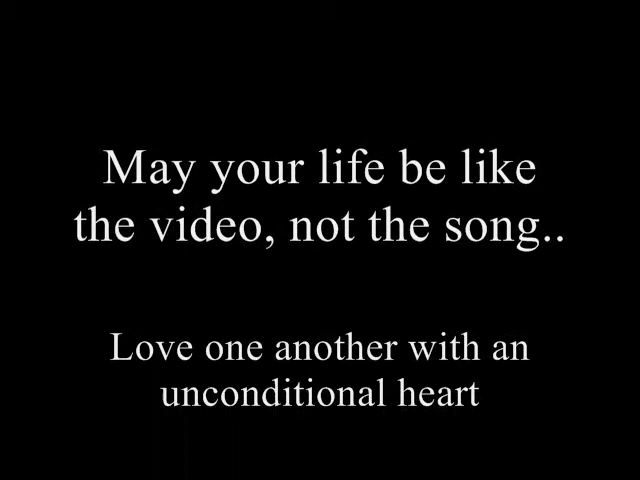 May your life be like
the video, not the song..
Love one another with an
unconditional heart